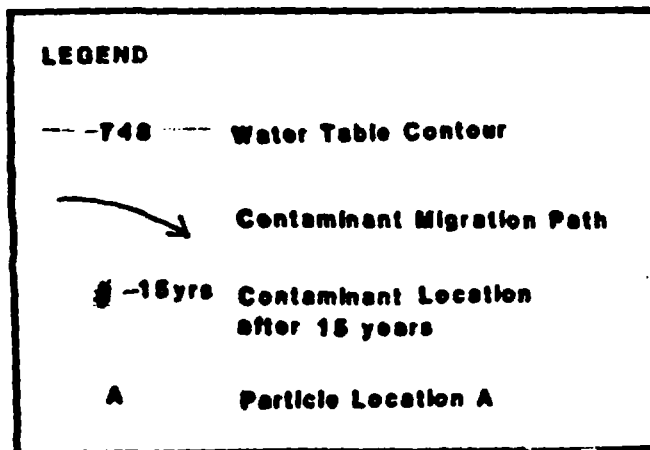 LEGEND
-748 Water Table Contour
Contaminant Migration Path
-15yrs Contaminant Location
after 15 years
A Particle Location A